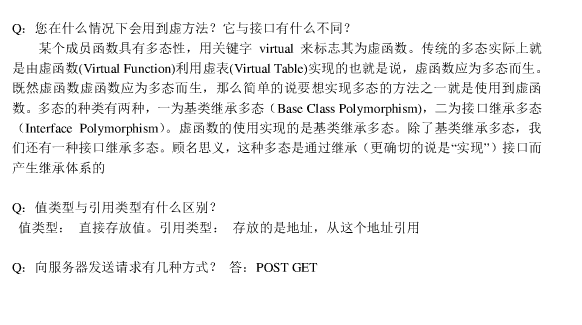 Q：您在什么情况下会用到虚方法？它与接口有什么不同？
某个成员函数具有多态性，用关键字 virtual 来标志其为虚函数。传统的多态实际上就
是由虚函数(Virtual Function)利用虚表(Virtual Table)实现的也就是说，虚函数应为多态而生。
既然虚函数虚函数应为多态而生，那么简单的说要想实现多态的方法之一就是使用到虚函
数。多态的种类有两种，一为基类继承多态（Base Class Polymorphism)，二为接口继承多态
（Interface Polymorphism）。虚函数的使用实现的是基类继承多态。除了基类继承多态，我
们还有一种接口继承多态。顾名思义，这种多态是通过继承（更确切的说是“实现”）接口而
产生继承体系的
Q：值类型与引用类型有什么区别？
值类型： 直接存放值。引用类型： 存放的是地址，从这个地址引用
Q：向服务器发送请求有几种方式？ 答：POST GET